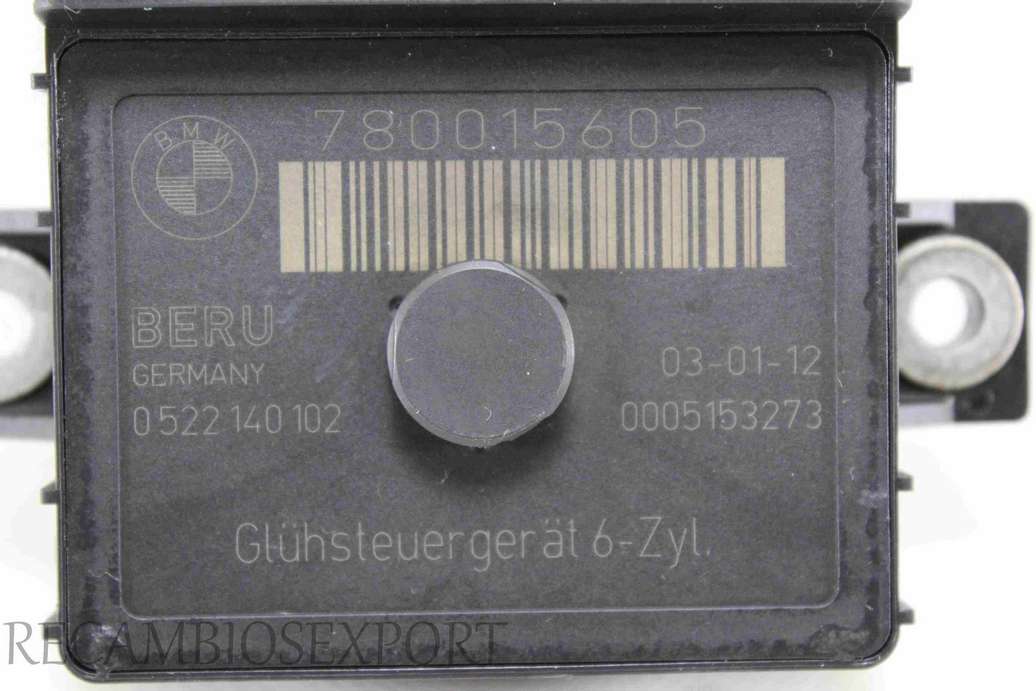 780015605
BMW
BERU
GERMANY
03-01-12
0 522 140 102
0005153273
Glühsteuergerät 6-Zyl.
RECAMBIOSEXPORT